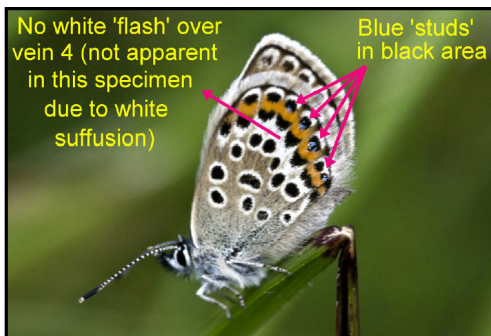 No white 'flash' over
vein 4 (not apparent
in this specimen
due to white
suffusion)
Blue 'studs'
in black area